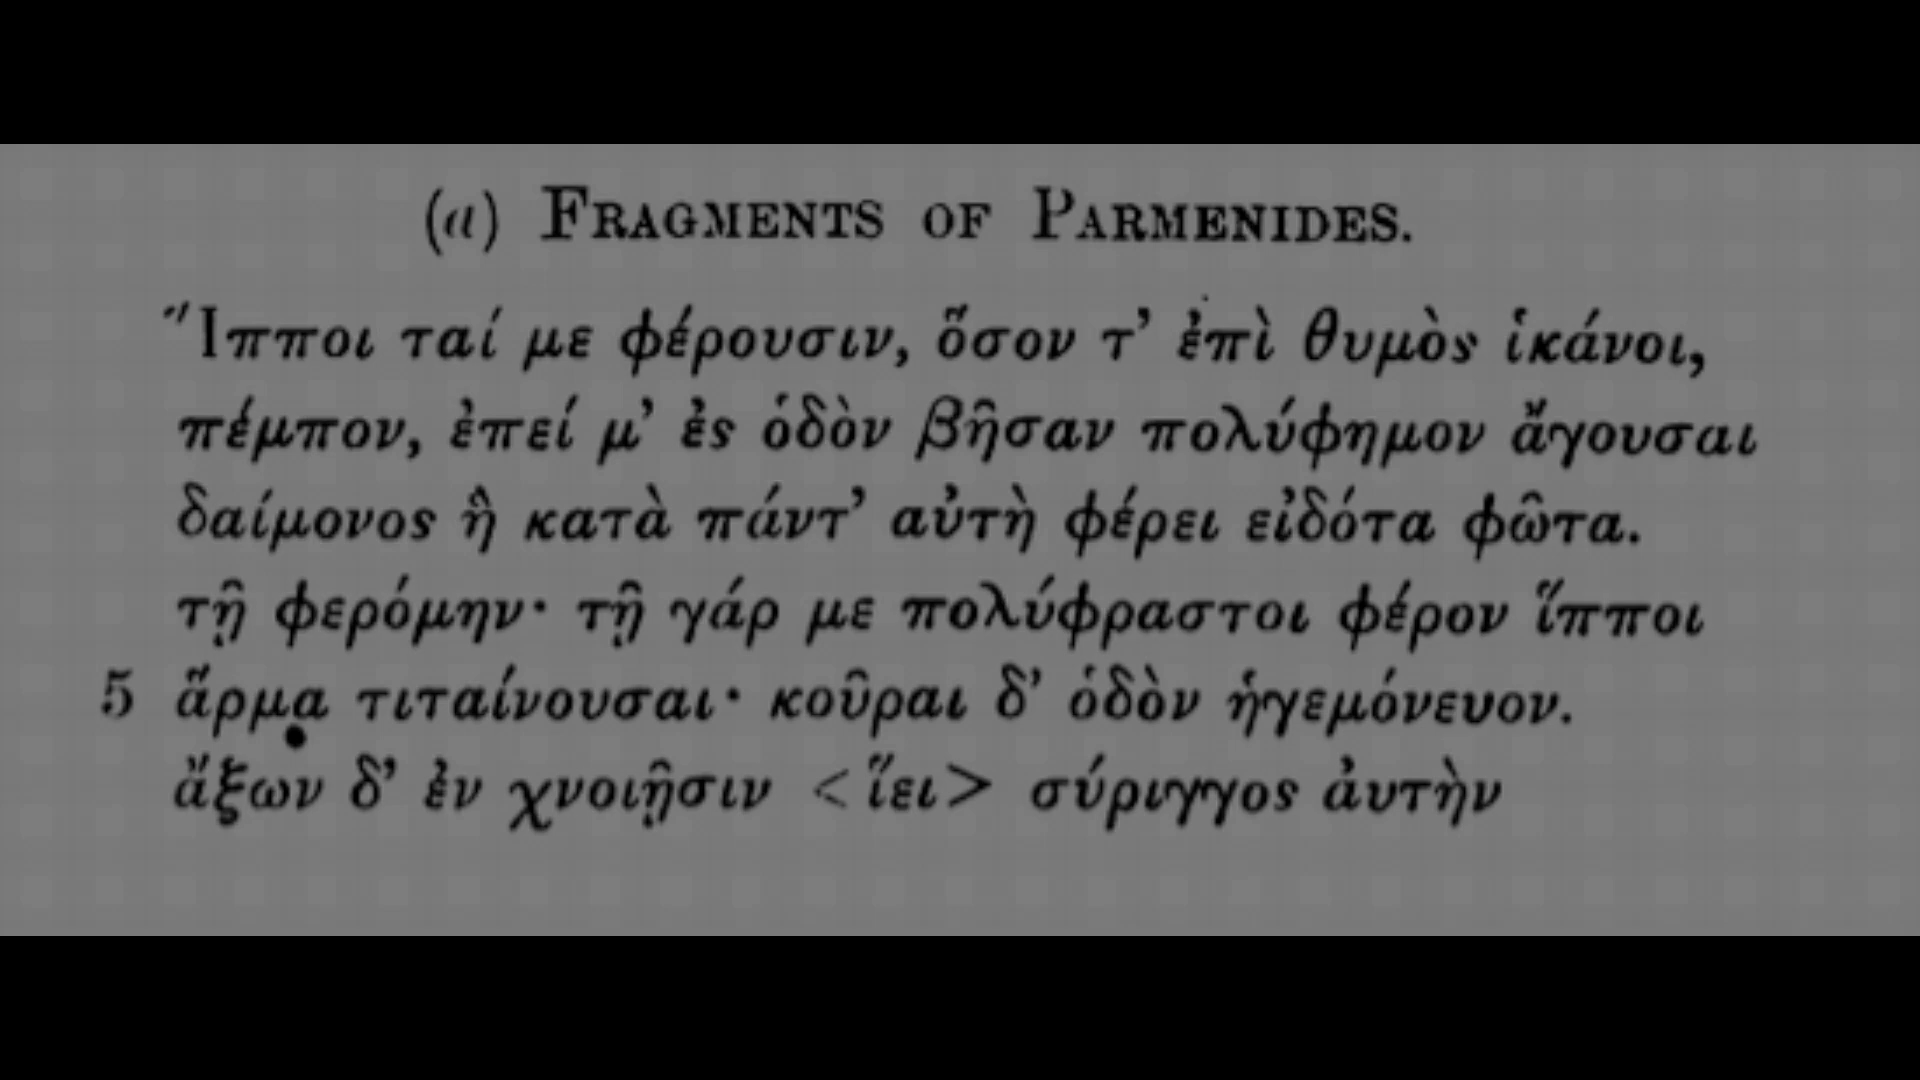 (a) FRAGMENTS OF PARMENIDES.
Ἵπποι ταί με φέρουσιν, ὅσον τ’ ἐπὶ θυμὸς ἱκάνοι,
πέμπον, ἐπεί μ’ ἐς ὁδὸν βῆσαν πολύφημον ἄγουσαι
δαίμονος ἣ κατὰ πάντ’ αὐτὴ φέρει εἰδότα φῶτα.
τῇ φερόμην· τῇ γάρ με πολύφραστοι φέρον ἵπποι
5 ἅρμα τιταίνουσαι· κοῦραι δ’ ὁδὸν ἡγεμόνευον.
ἄξων δ’ ἐν χνοιῇσιν <ἵει> σύριγγος ἀυτὴν